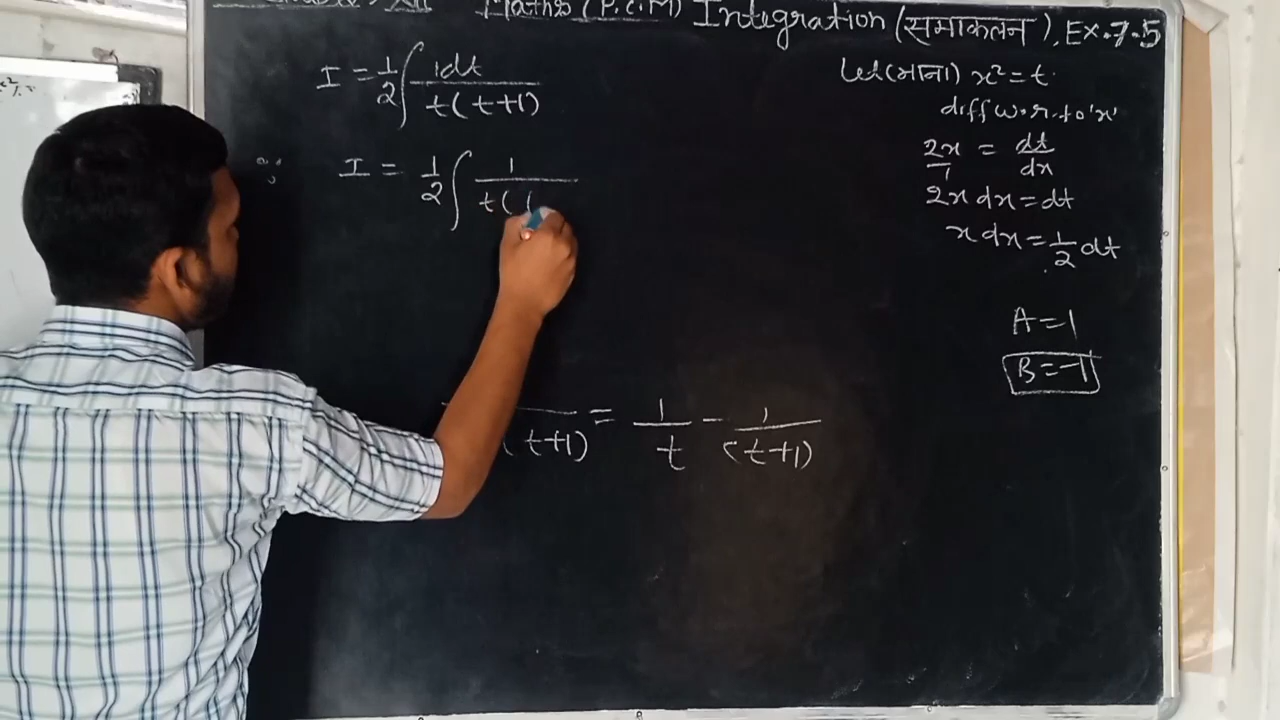 Maths (P.C.M) Integration (समाकलन), Ex.7.5
I = 1/2 ∫ 1dt / t(t+1)
∵ I = 1/2 ∫ 1 / t(
(t+1) = 1/t - 1/(t+1)
Let (माना) x² = t.
diff w.r.to 'x'
2x/1 = dt/dx
2x dx = dt
x dx = 1/2 dt
A = 1
B = -1